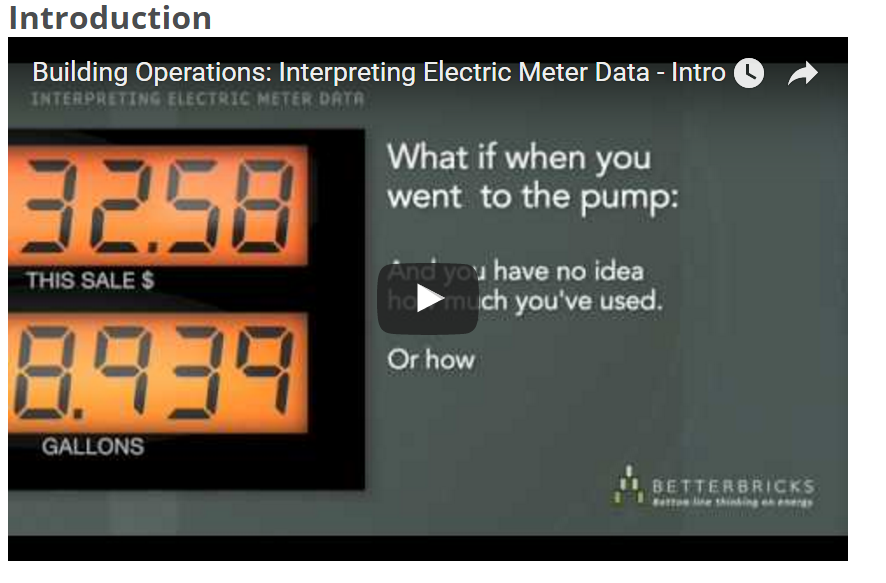 Introduction
Building Operations: Interpreting Electric Meter Data - Intro
INTERPRETING ELECTRIC METER DATA
32.58
THIS SALE $
8.939
GALLONS
What if when you
went to the pump:
And you have no idea
how much you've used.
Or how
BETTERBRICKS
Bottom line thinking on energy